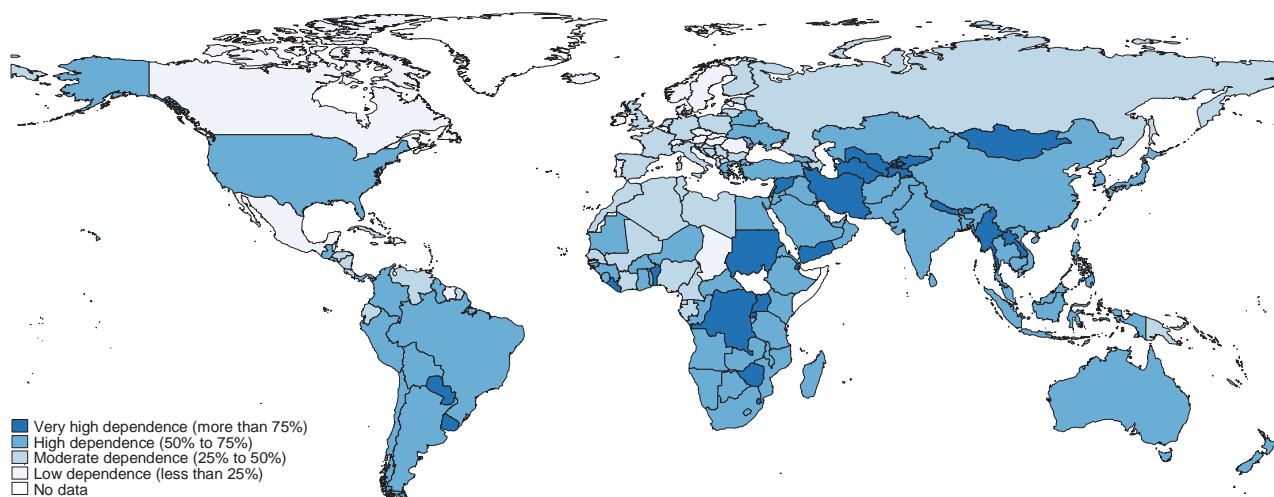 Very high dependence (more than 75%)
High dependence (50% to 75%)
Moderate dependence (25% to 50%)
Low dependence (less than 25%)
No data